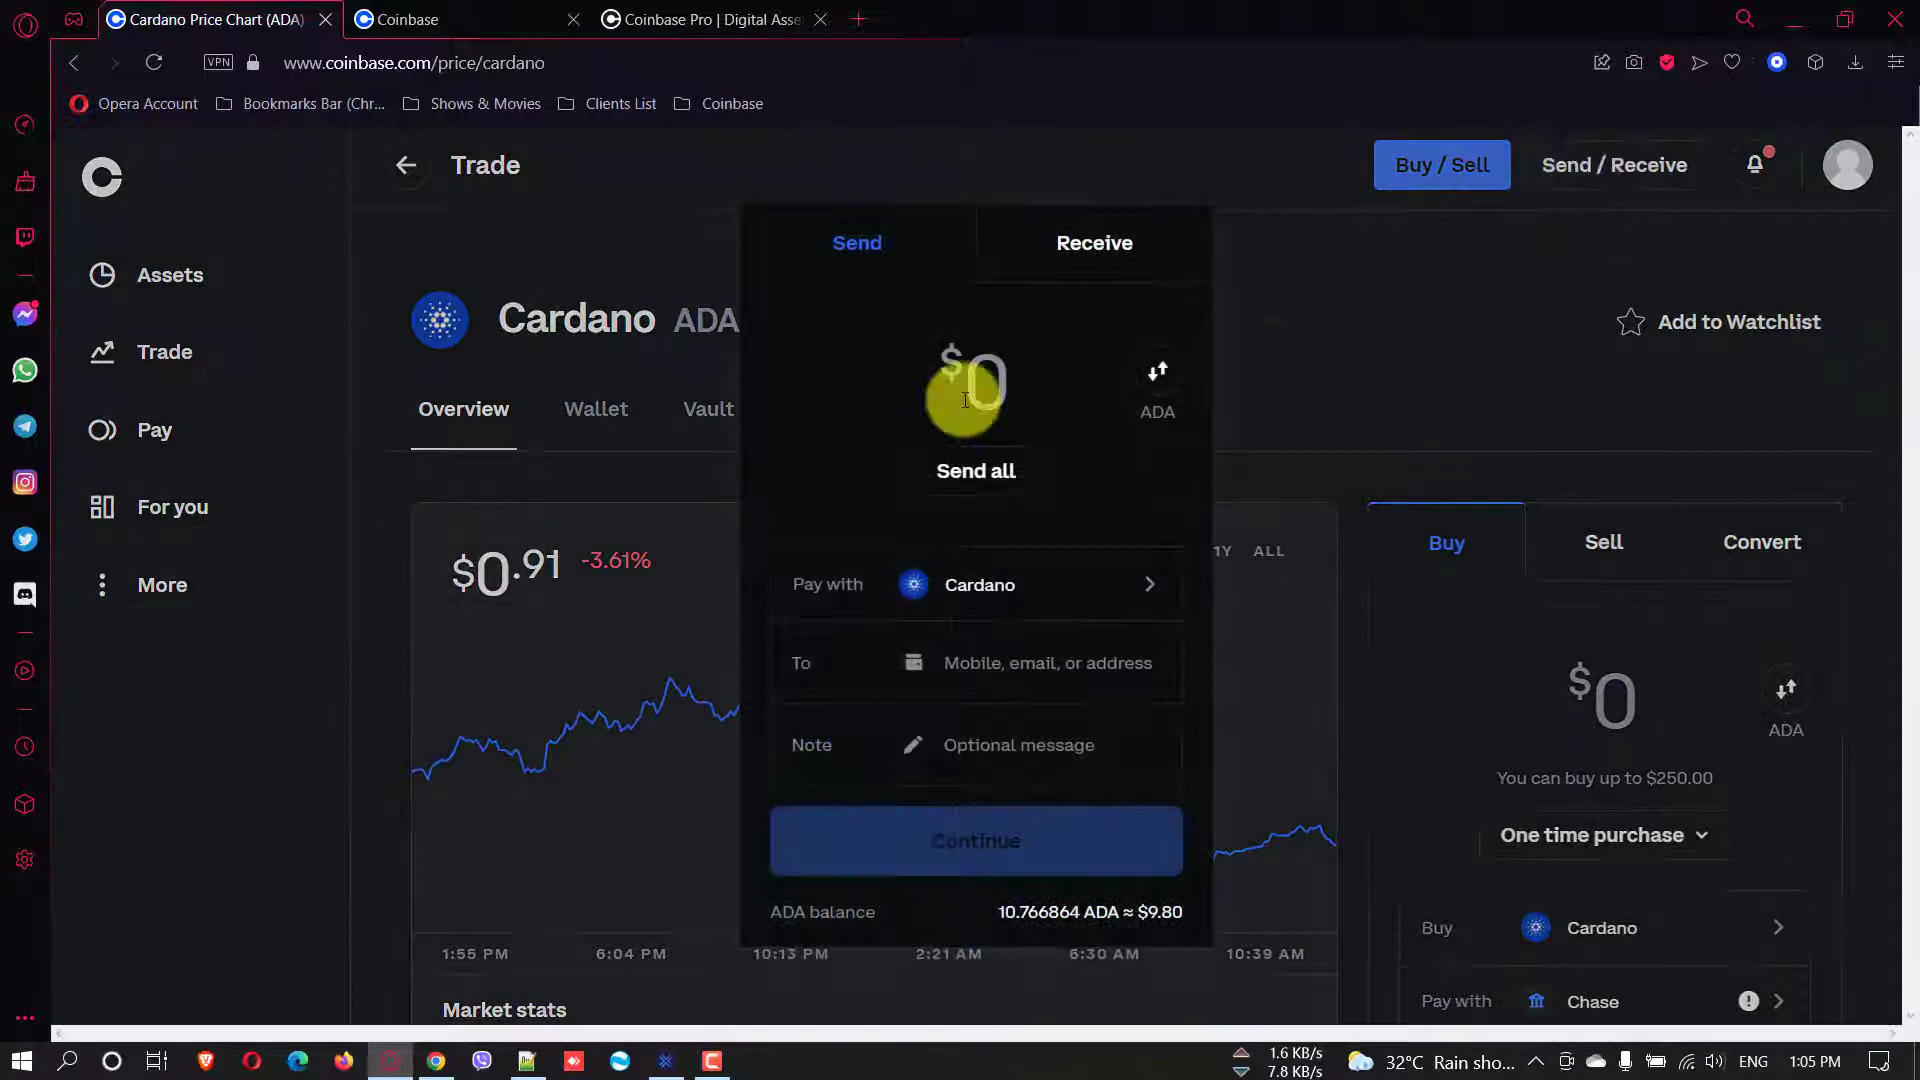 Cardano Price Chart (ADA)
Coinbase
Coinbase Pro | Digital Asse
VPN
www.coinbase.com/price/cardano
Opera Account
Bookmarks Bar (Chr...
Shows & Movies
Clients List
Coinbase
Trade
Buy / Sell
Send / Receive
Assets
Trade
Pay
For you
More
Cardano ADA
Add to Watchlist
Overview
Wallet
Vault
$0.91
-3.61%
1Y
ALL
1:55 PM
6:04 PM
10:13 PM
2:21 AM
6:30 AM
10:39 AM
Market stats
Send
Receive
$0
ADA
Send all
Pay with
Cardano
To
Mobile, email, or address
Note
Optional message
Continue
ADA balance
10.766864 ADA ≈ $9.80
Buy
Sell
Convert
$0
ADA
You can buy up to $250.00
One time purchase
Buy
Cardano
Pay with
Chase
1.6 KB/s
7.8 KB/s
32°C Rain sho...
ENG
1:05 PM